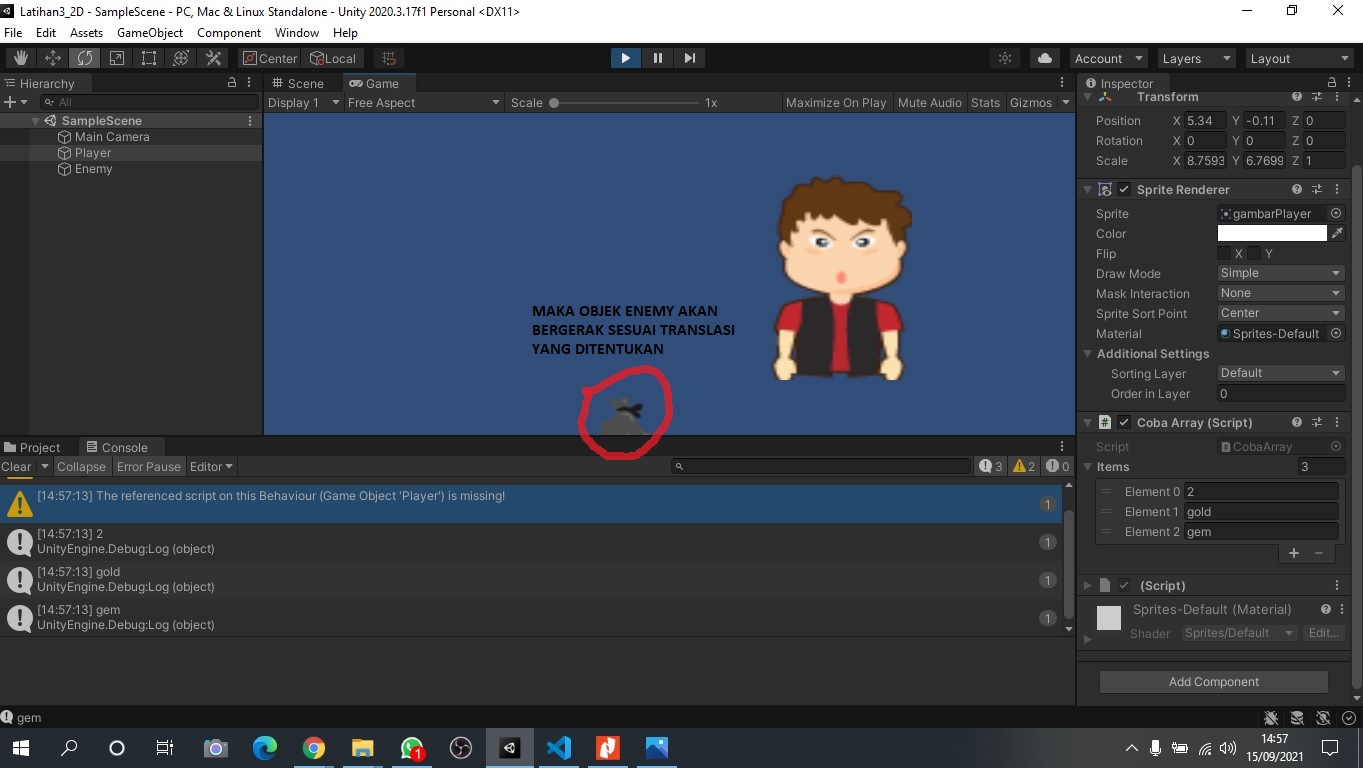 Latihan3_2D - SampleScene - PC, Mac & Linux Standalone - Unity 2020.3.17f1 Personal <DX11>
File Edit Assets GameObject Component Window Help
Center Local Account Layers Layout
Hierarchy
All
SampleScene
Main Camera
Player
Enemy
Scene Game
Display 1 Free Aspect Scale 1x Maximize On Play Mute Audio Stats Gizmos
MAKA OBJEK ENEMY AKAN
BERGERAK SESUAI TRANSLASI
YANG DITENTUKAN
Project Console
Clear Collapse Error Pause Editor 3 2 0
[14:57:13] The referenced script on this Behaviour (Game Object 'Player') is missing! 1
[14:57:13] 2
UnityEngine.Debug:Log (object) 1
[14:57:13] gold
UnityEngine.Debug:Log (object) 1
[14:57:13] gem
UnityEngine.Debug:Log (object) 1
gem
Inspector
Transform
Position X 5.34 Y -0.11 Z 0
Rotation X 0 Y 0 Z 0
Scale X 8.7593 Y 6.7699 Z 1
Sprite Renderer
Sprite gambarPlayer
Color
Flip X Y
Draw Mode Simple
Mask Interaction None
Sprite Sort Point Center
Material Sprites-Default
Additional Settings
Sorting Layer Default
Order in Layer 0
Coba Array (Script)
Script CobaArray
Items 3
Element 0 2
Element 1 gold
Element 2 gem
(Script)
Sprites-Default (Material)
Shader Sprites/Default Edit...
Add Component
1
14:57
15/09/2021